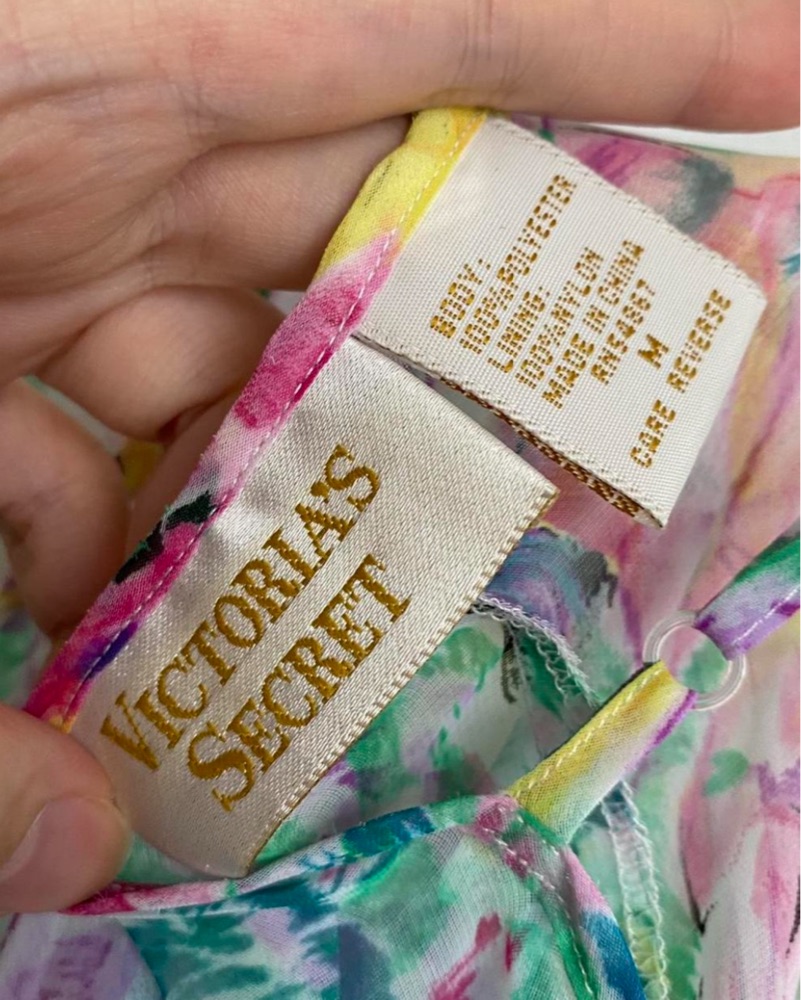 VICTORIA'S
SECRET
BODY:
100% POLYESTER
LINING:
100% NYLON
MADE IN CHINA
RN54867
M
CARE REVERSE